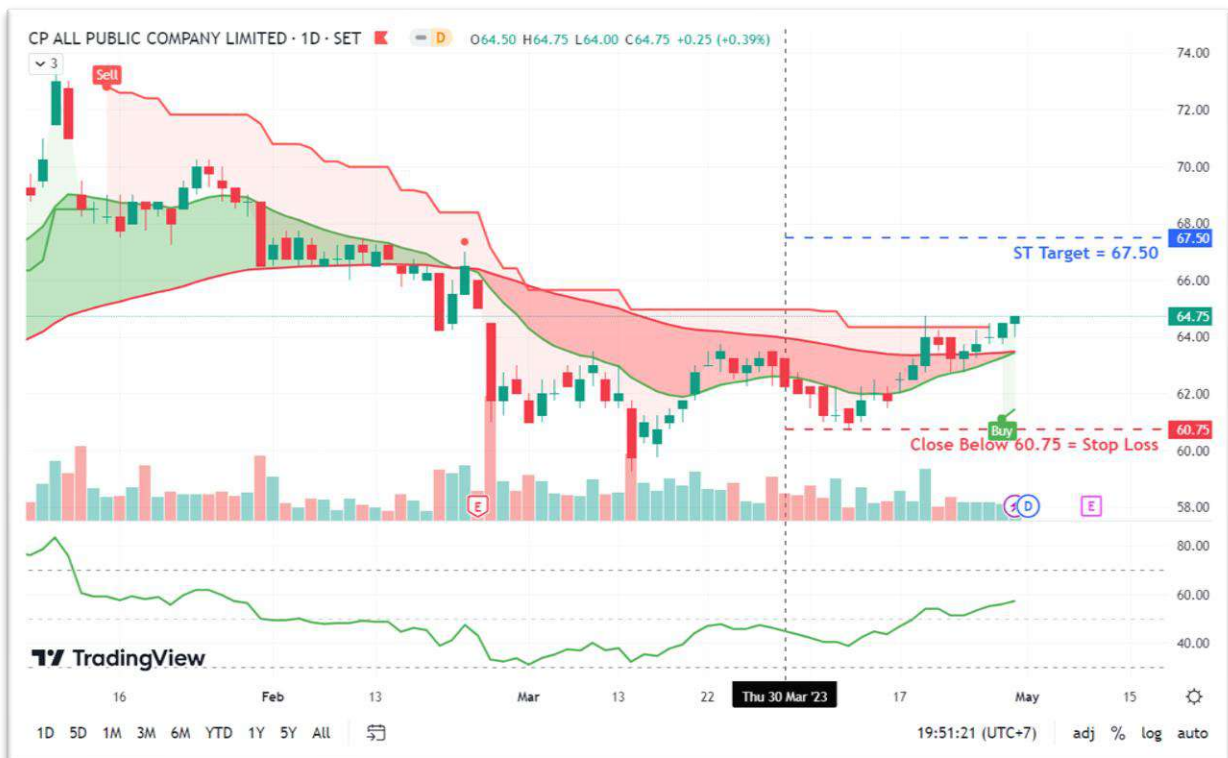 CP ALL PUBLIC COMPANY LIMITED · 1D · SET D O64.50 H64.75 L64.00 C64.75 +0.25 (+0.39%)
3
Sell
74.00
72.00
70.00
68.00
67.50
ST Target = 67.50
66.00
64.75
64.00
62.00
Buy
60.75
Close Below 60.75 = Stop Loss
60.00
E
D
E
58.00
80.00
60.00
40.00
TradingView
16 Feb 13 Mar 13 22 Thu 30 Mar '23 17 May 15
1D 5D 1M 3M 6M YTD 1Y 5Y All 19:51:21 (UTC+7) adj % log auto